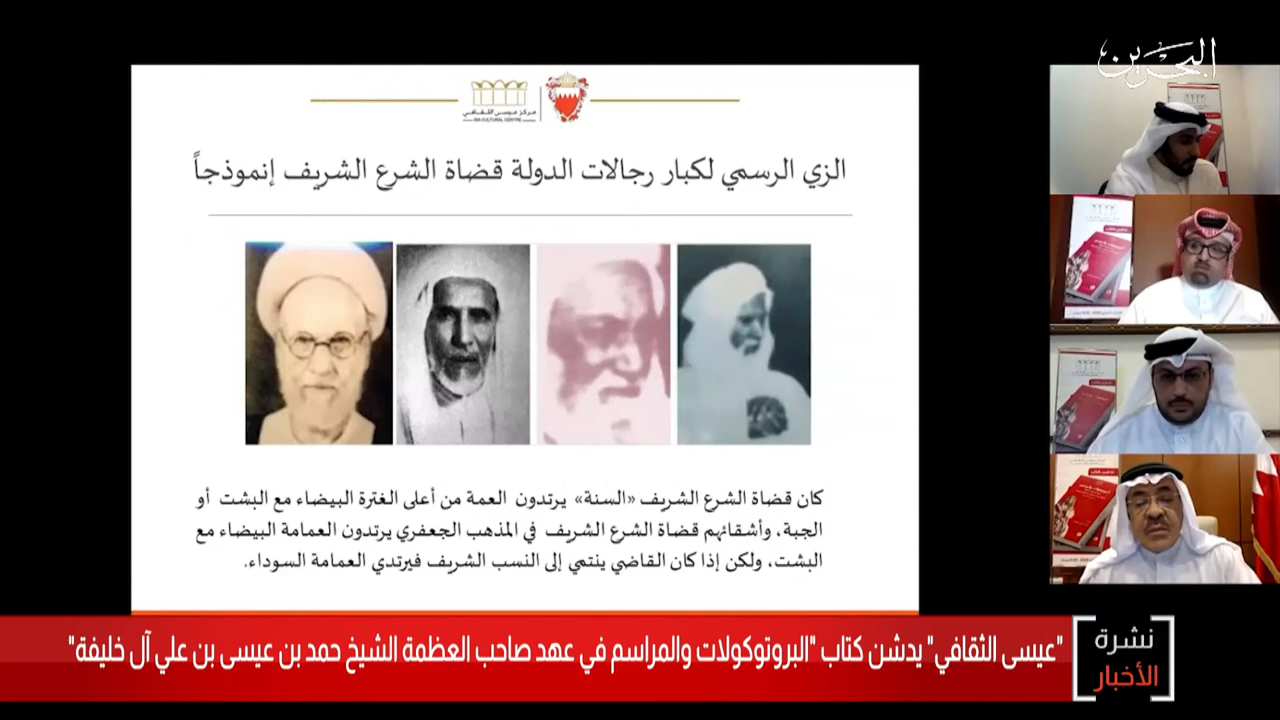 البحرين
مركز عيسى الثقافي
ISA CULTURAL CENTRE
الزي الرسمي لكبار رجالات الدولة قضاة الشرع الشريف إنموذجاً
كان قضاة الشرع الشريف «السنة» يرتدون العمة من أعلى الغترة البيضاء مع البشت أو
الجبة، وأشقائهم قضاة الشرع الشريف في المذهب الجعفري يرتدون العمامة البيضاء مع
البشت، ولكن إذا كان القاضي ينتمي إلى النسب الشريف فيرتدي العمامة السوداء.
نشرة
الأخبار
"عيسى الثقافي" يدشن كتاب "البروتوكولات والمراسم في عهد صاحب العظمة الشيخ حمد بن عيسى بن علي آل خليفة"